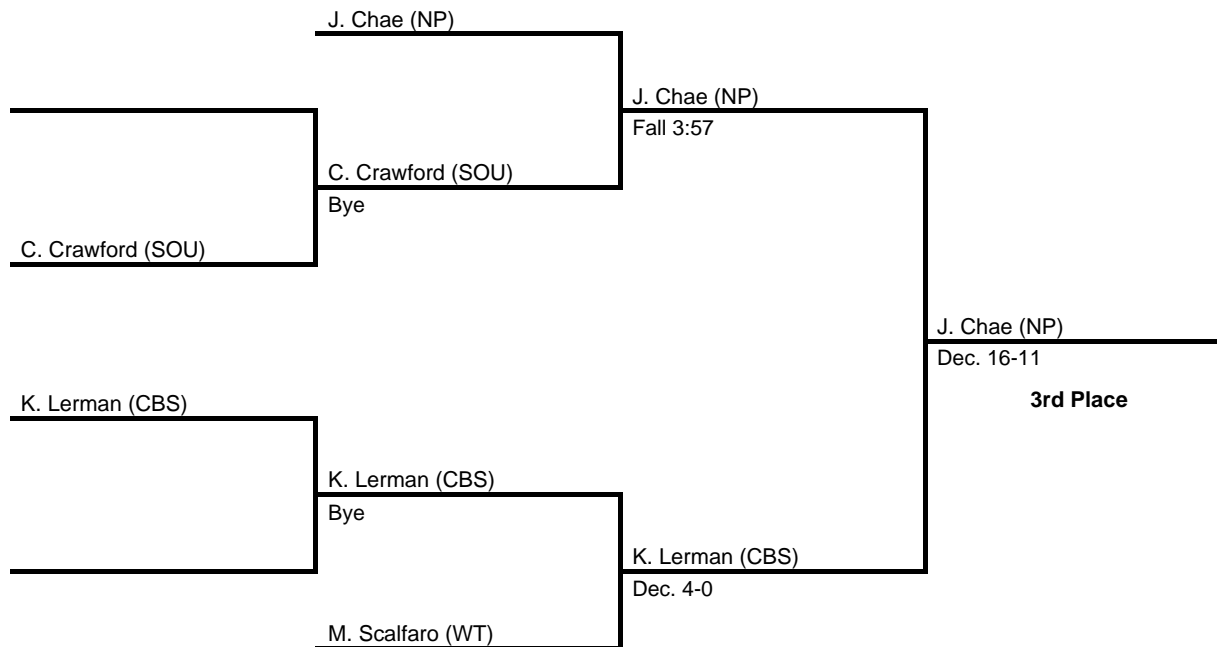 J. Chae (NP)
J. Chae (NP)
Fall 3:57
C. Crawford (SOU)
Bye
C. Crawford (SOU)
J. Chae (NP)
Dec. 16-11
3rd Place
K. Lerman (CBS)
K. Lerman (CBS)
Bye
K. Lerman (CBS)
Dec. 4-0
M. Scalfaro (WT)